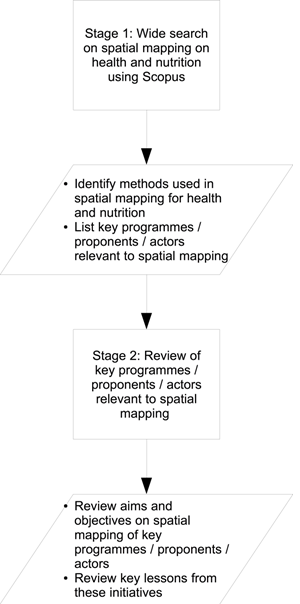 Stage 1: Wide search
on spatial mapping on
health and nutrition
using Scopus
• Identify methods used in
spatial mapping for health
and nutrition
• List key programmes /
proponents / actors
relevant to spatial mapping
Stage 2: Review of
key programmes /
proponents / actors
relevant to spatial
mapping
• Review aims and
objectives on spatial
mapping of key
programmes / proponents /
actors
• Review key lessons from
these initiatives